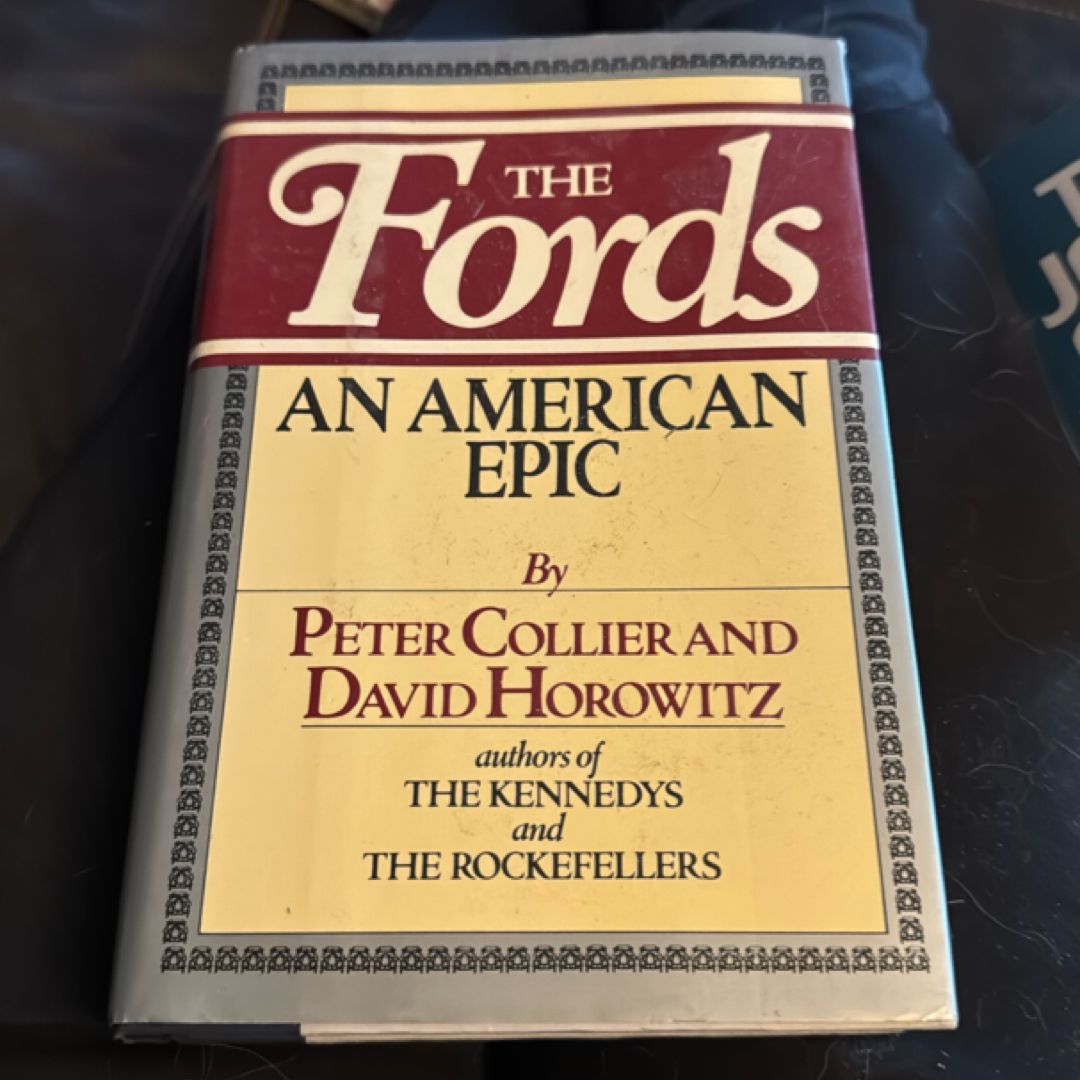 THE
Fords
AN AMERICAN
EPIC
By
PETER COLLIER AND
DAVID HOROWITZ
authors of
THE KENNEDYS
and
THE ROCKEFELLERS